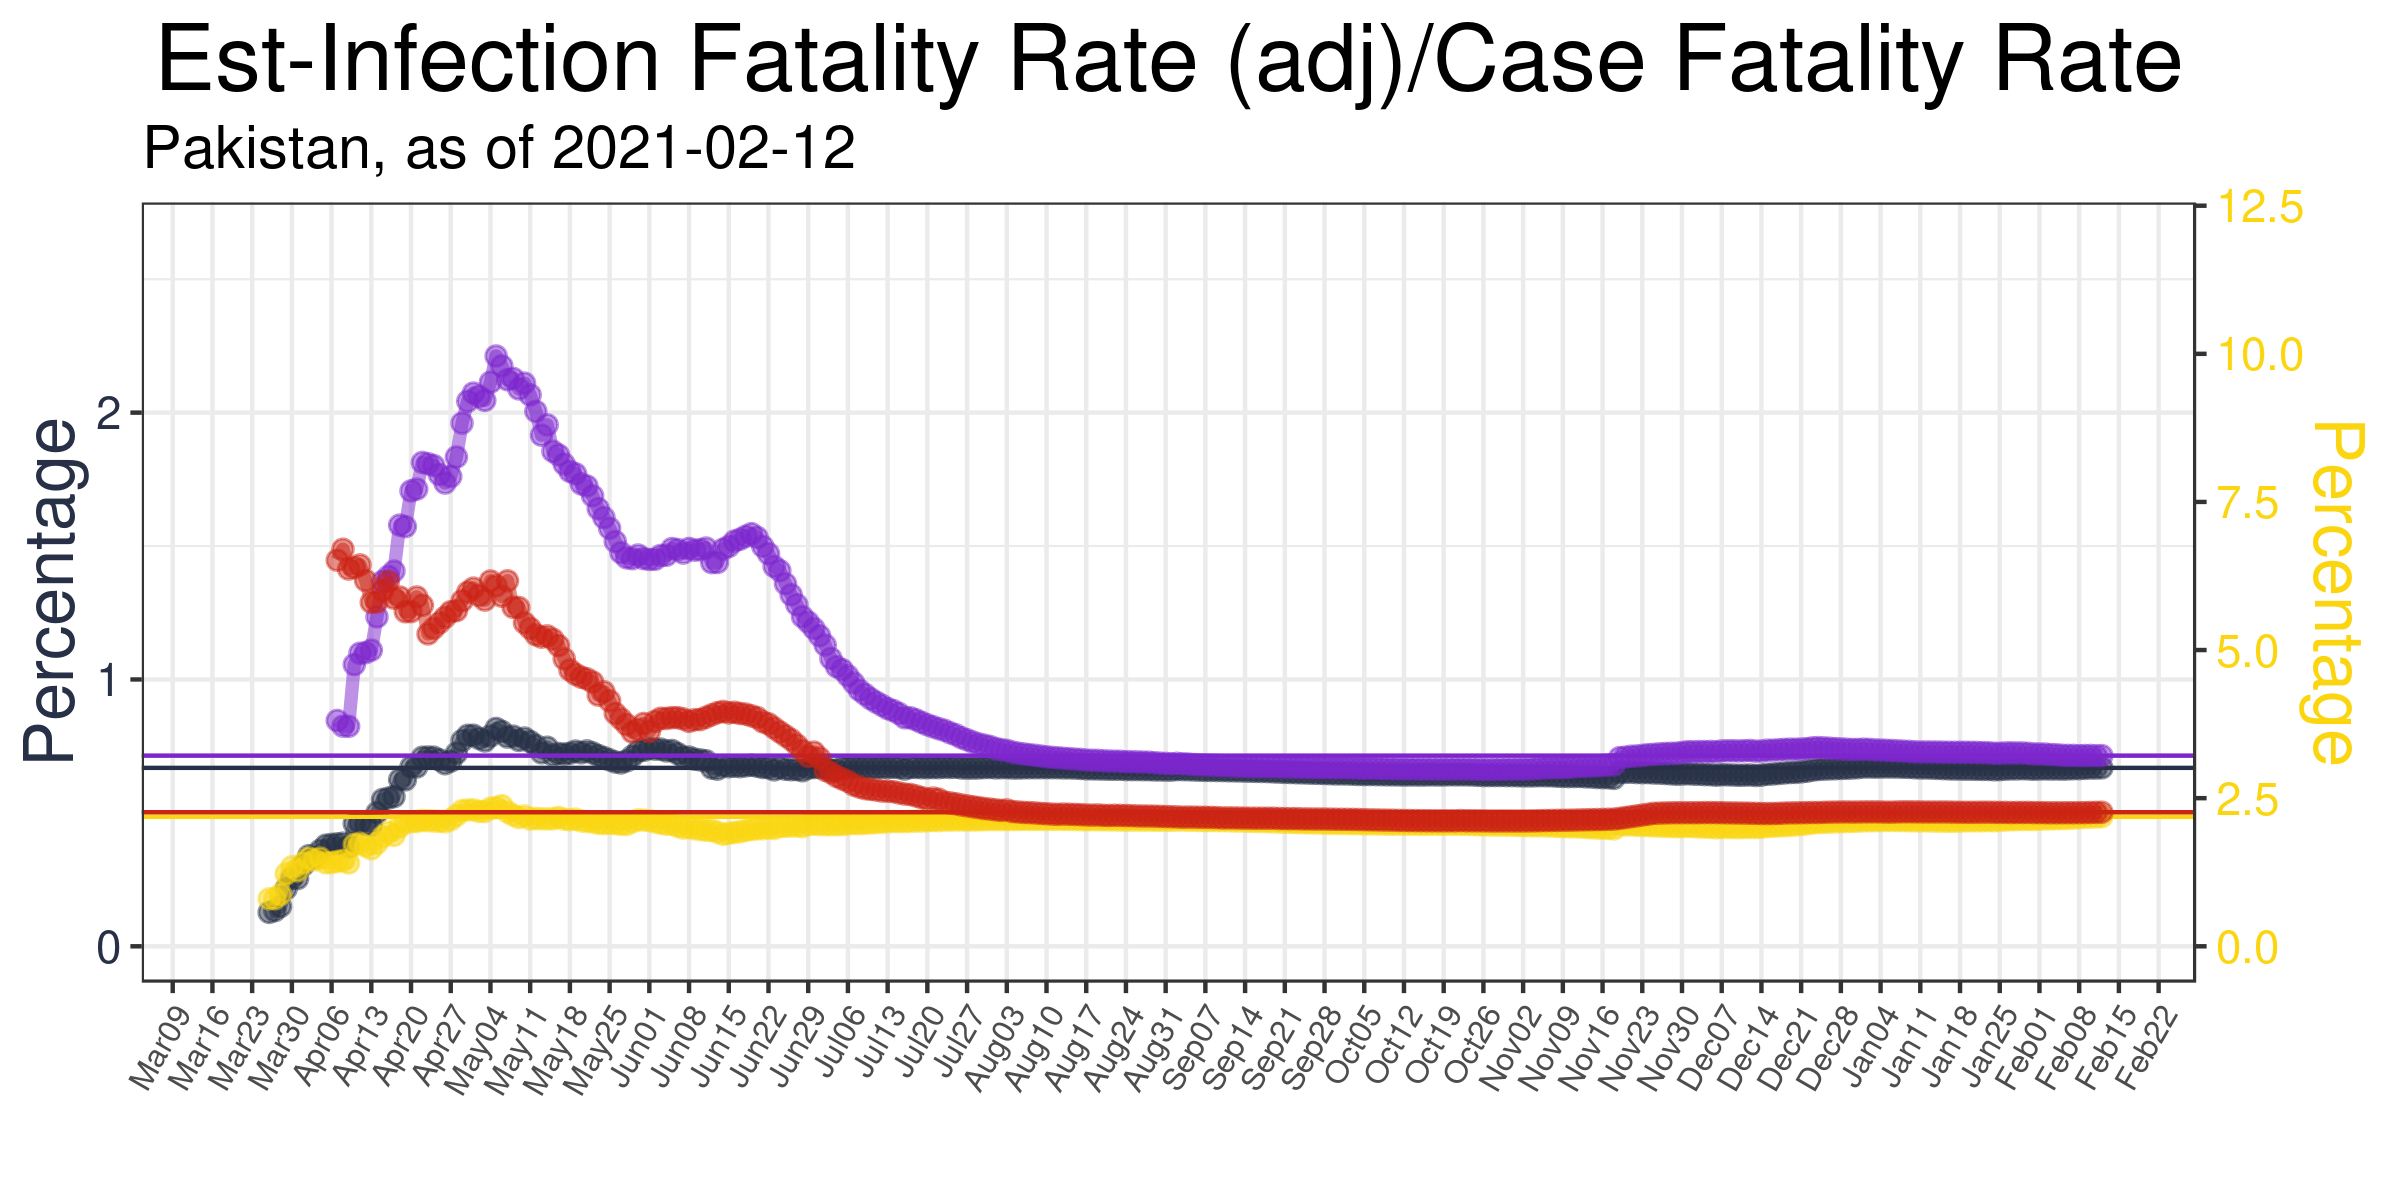 Est-Infection Fatality Rate (adj)/Case Fatality Rate
Pakistan, as of 2021-02-12
Percentage
2
1
0
12.5
10.0
7.5
5.0
2.5
0.0
Percentage
Mar09
Mar16
Mar23
Mar30
Apr06
Apr13
Apr20
Apr27
May04
May11
May18
May25
Jun01
Jun08
Jun15
Jun22
Jun29
Jul06
Jul13
Jul20
Jul27
Aug03
Aug10
Aug17
Aug24
Aug31
Sep07
Sep14
Sep21
Sep28
Oct05
Oct12
Oct19
Oct26
Nov02
Nov09
Nov16
Nov23
Nov30
Dec07
Dec14
Dec21
Dec28
Jan04
Jan11
Jan18
Jan25
Feb01
Feb08
Feb15
Feb22